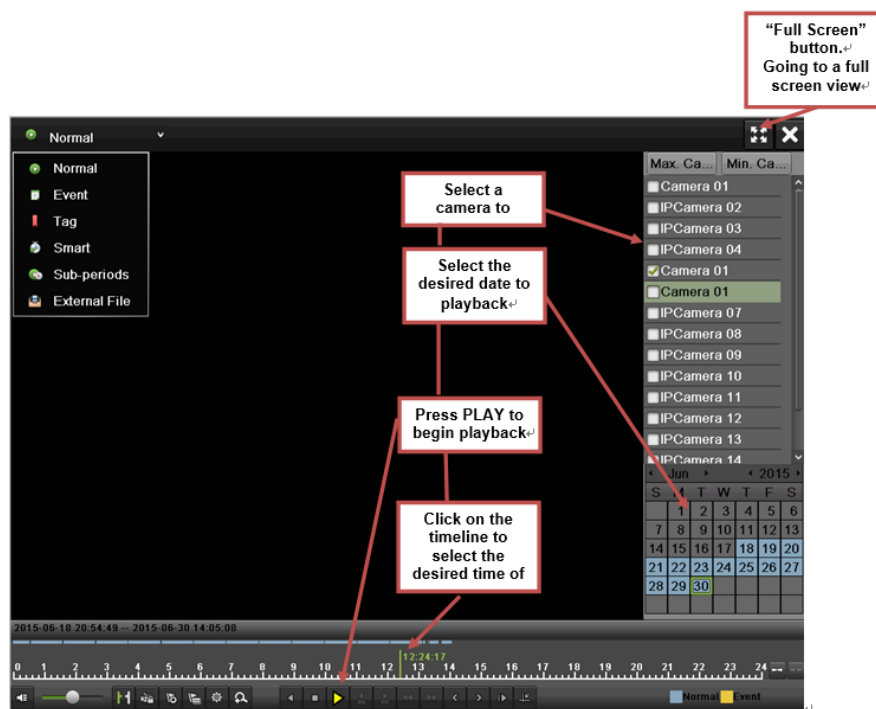 “Full Screen”
button.
Going to a full
screen view
Normal
Normal
Event
Tag
Smart
Sub-periods
External File
Select a
camera to
Select the
desired date to
playback
Press PLAY to
begin playback
Click on the
timeline to
select the
desired time of
Max. Ca... Min. Ca...
Camera 01
IPCamera 02
IPCamera 03
IPCamera 04
Camera 01
Camera 01
IPCamera 07
IPCamera 08
IPCamera 09
IPCamera 10
IPCamera 11
IPCamera 12
IPCamera 13
IPCamera 14
Jun 2015
S M T W T F S
1 2 3 4 5 6
7 8 9 10 11 12 13
14 15 16 17 18 19 20
21 22 23 24 25 26 27
28 29 30
2015-06-18 20:54:49 -- 2015-06-30.14:05:08
12:24:17
0 1 2 3 4 5 6 7 8 9 10 11 12 13 14 15 16 17 18 19 20 21 22 23 24
Normal Event